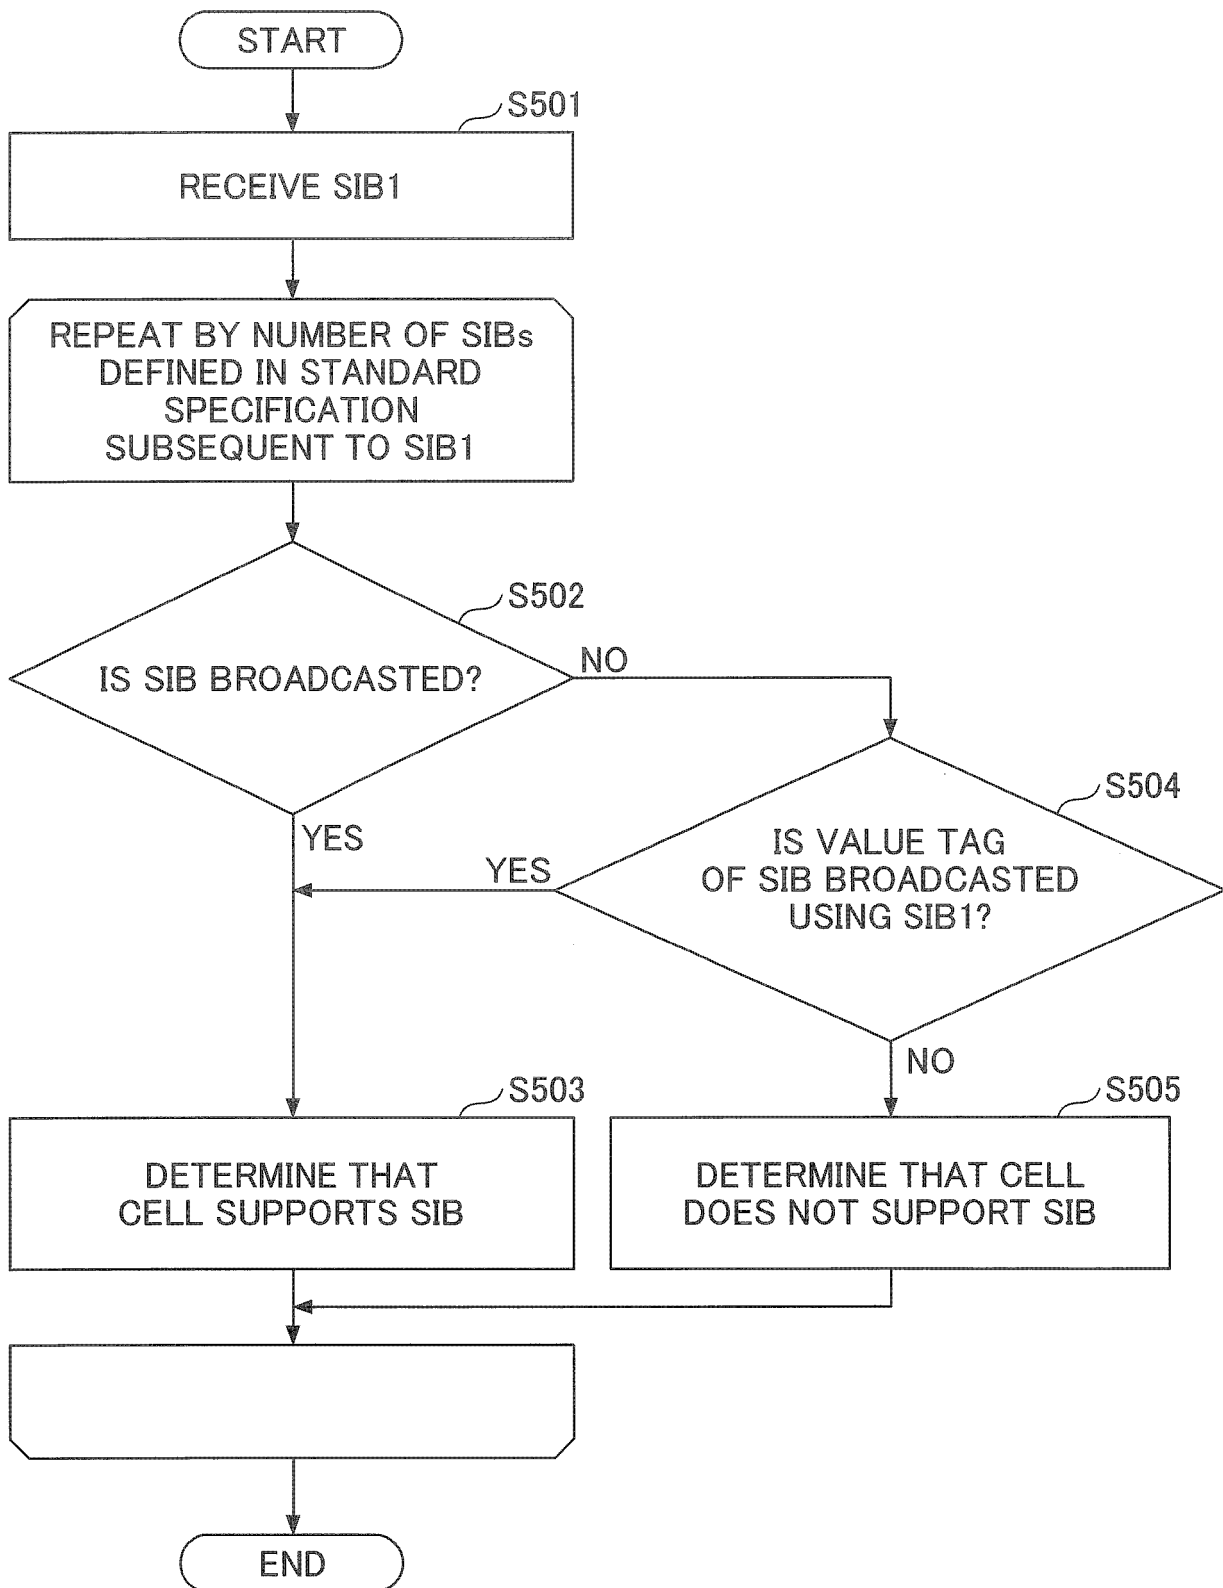 START
S501
RECEIVE SIB1
REPEAT BY NUMBER OF SIBs
DEFINED IN STANDARD
SPECIFICATION
SUBSEQUENT TO SIB1
S502
IS SIB BROADCASTED?
NO
S504
IS VALUE TAG
OF SIB BROADCASTED
USING SIB1?
YES
YES
NO
S503
DETERMINE THAT
CELL SUPPORTS SIB
S505
DETERMINE THAT CELL
DOES NOT SUPPORT SIB
END